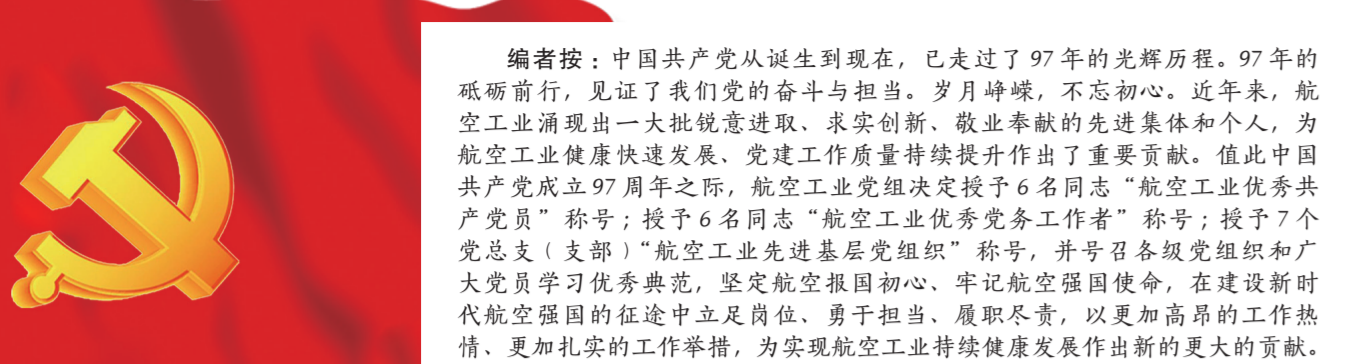 编者按：中国共产党从诞生到现在，已走过了 97 年的光辉历程。97 年的
砥砺前行，见证了我们党的奋斗与担当。岁月峥嵘，不忘初心。近年来，航
空工业涌现出一大批锐意进取、求实创新、敬业奉献的先进集体和个人，为
航空工业健康快速发展、党建工作质量持续提升作出了重要贡献。值此中国
共产党成立 97 周年之际，航空工业党组决定授予 6 名同志“航空工业优秀共
产党员”称号；授予 6 名同志“航空工业优秀党务工作者”称号；授予 7 个
党总支（支部）“航空工业先进基层党组织”称号，并号召各级党组织和广
大党员学习优秀典范，坚定航空报国初心、牢记航空强国使命，在建设新时
代航空强国的征途中立足岗位、勇于担当、履职尽责，以更加高昂的工作热
情、更加扎实的工作举措，为实现航空工业持续健康发展作出新的更大的贡献。